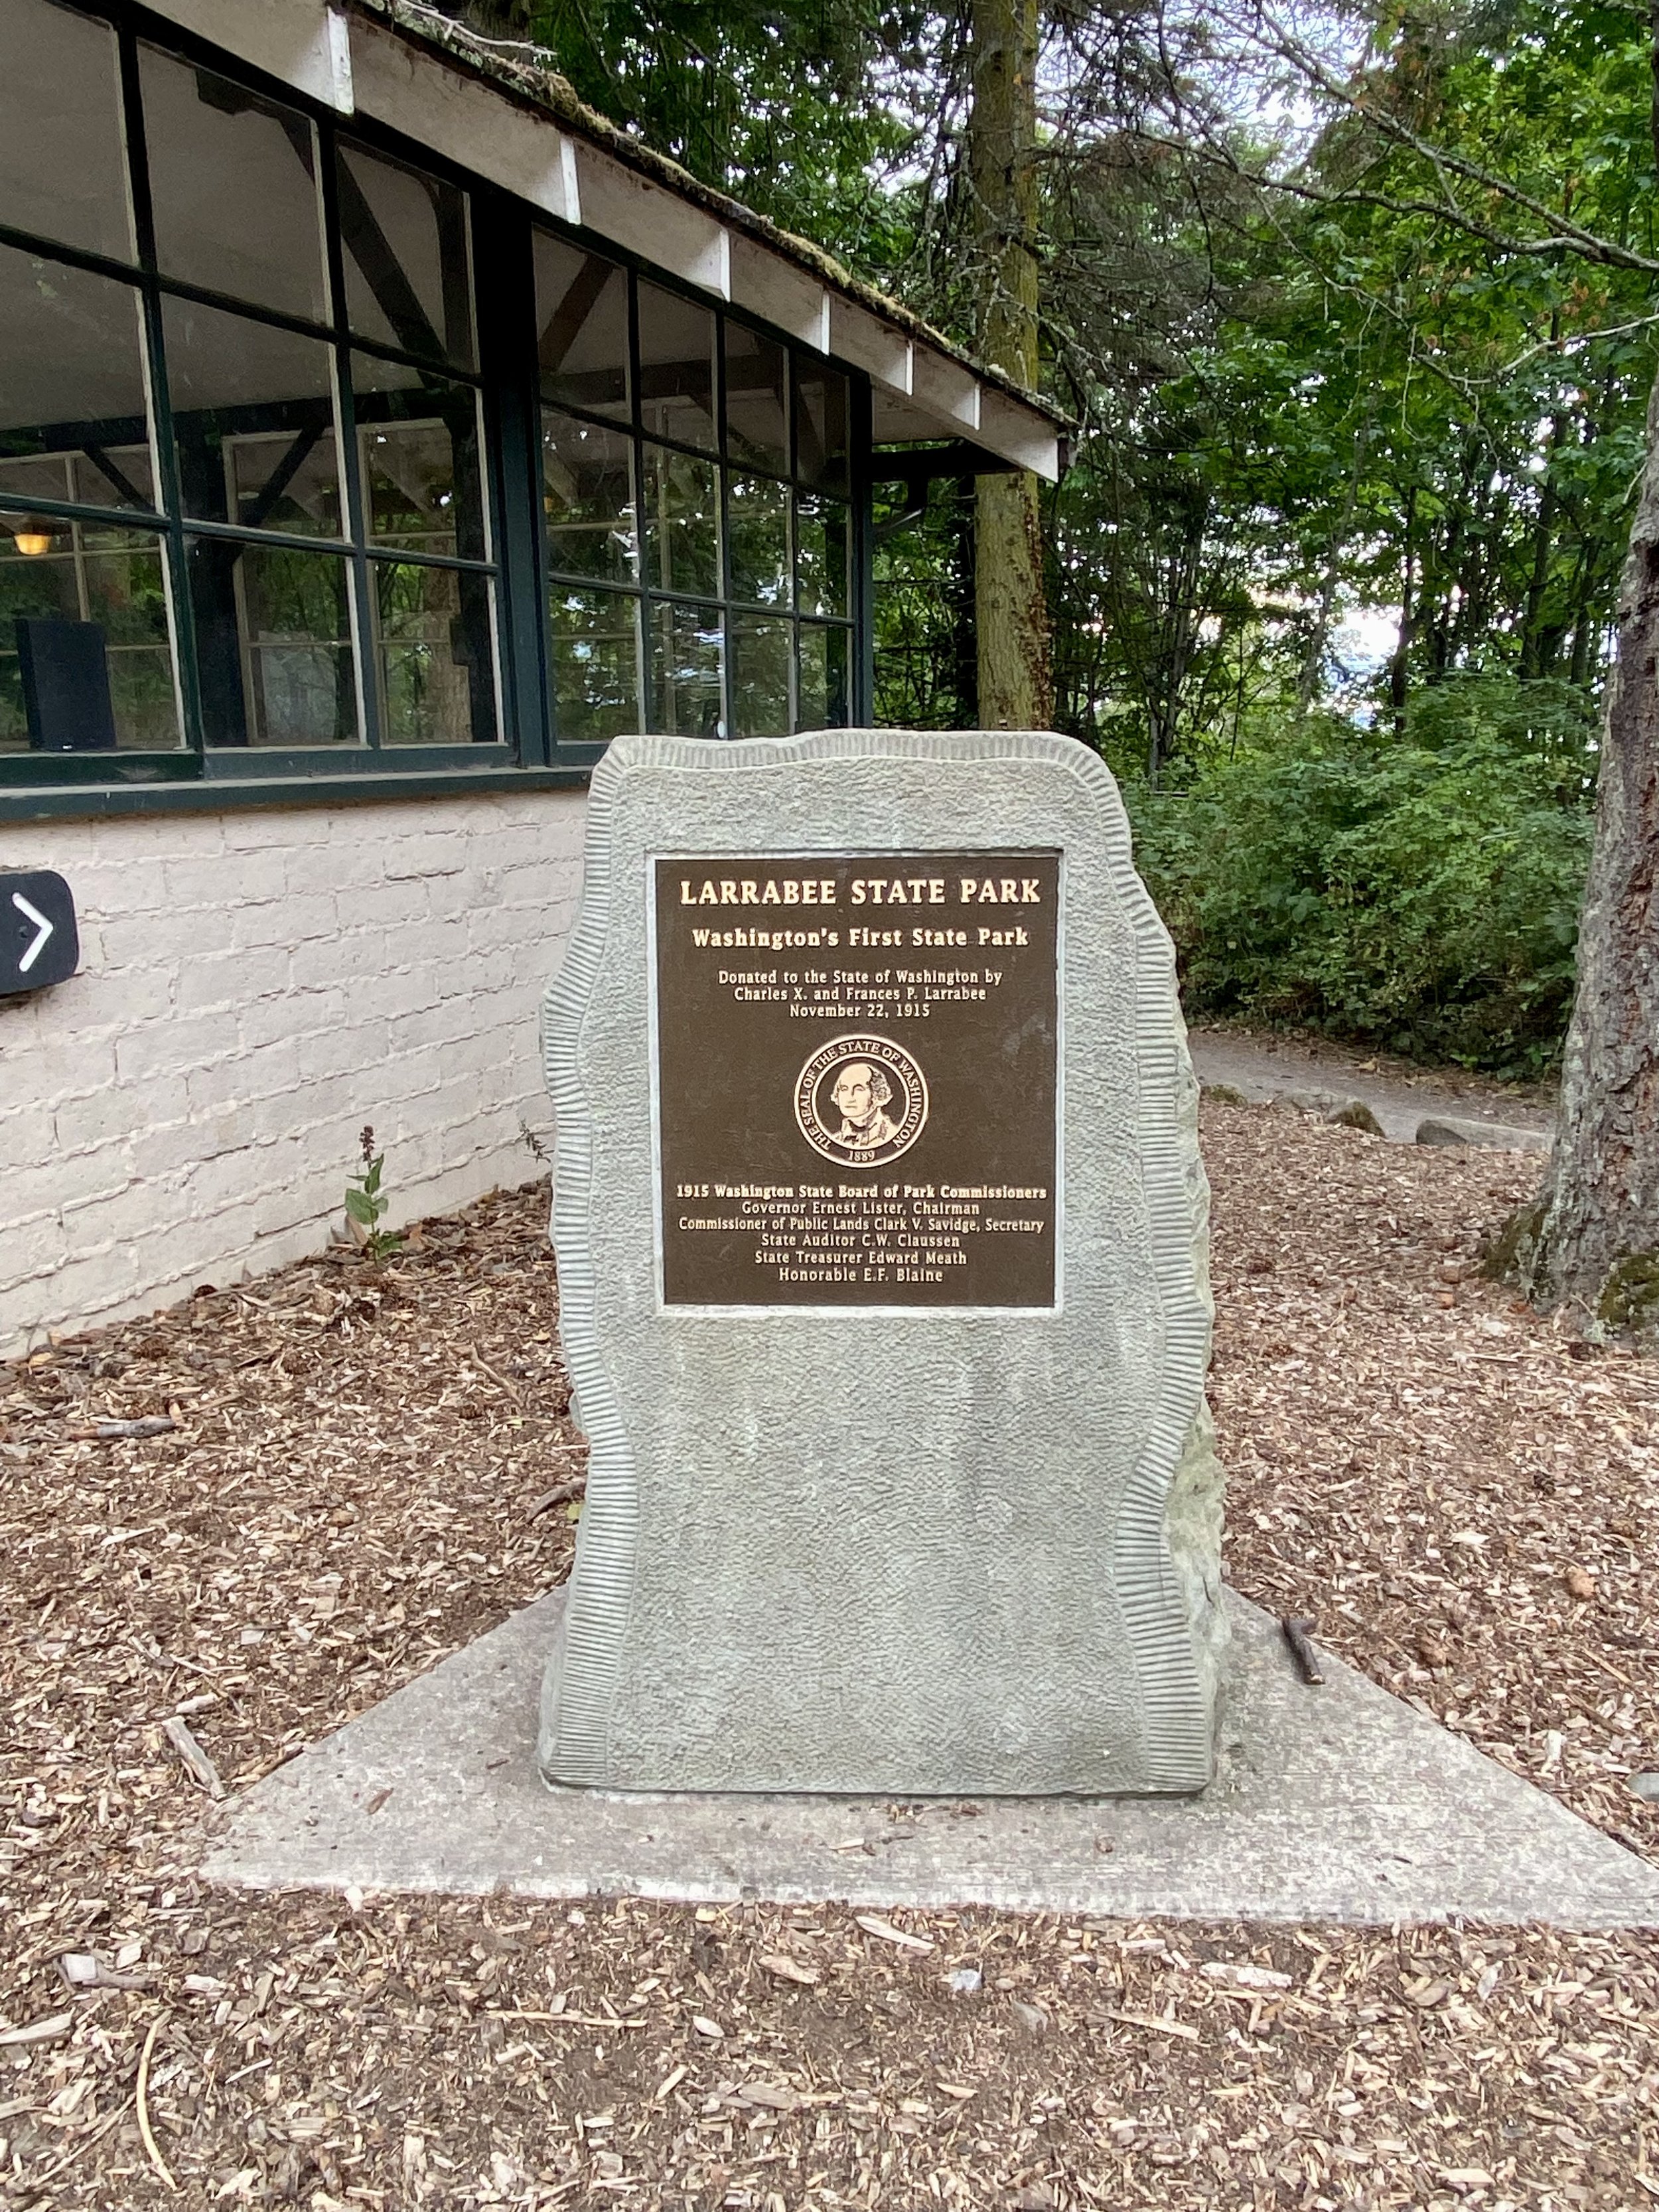 LARRABEE STATE PARK
Washington's First State Park
Donated to the State of Washington by
Charles X. and Frances P. Larrabee
November 22, 1915
THE SEAL OF THE STATE OF WASHINGTON
1889
1915 Washington State Board of Park Commissioners
Governor Ernest Lister, Chairman
Commissioner of Public Lands Clark V. Savidge, Secretary
State Auditor C.W. Claussen
State Treasurer Edward Meath
Honorable E.F. Blaine